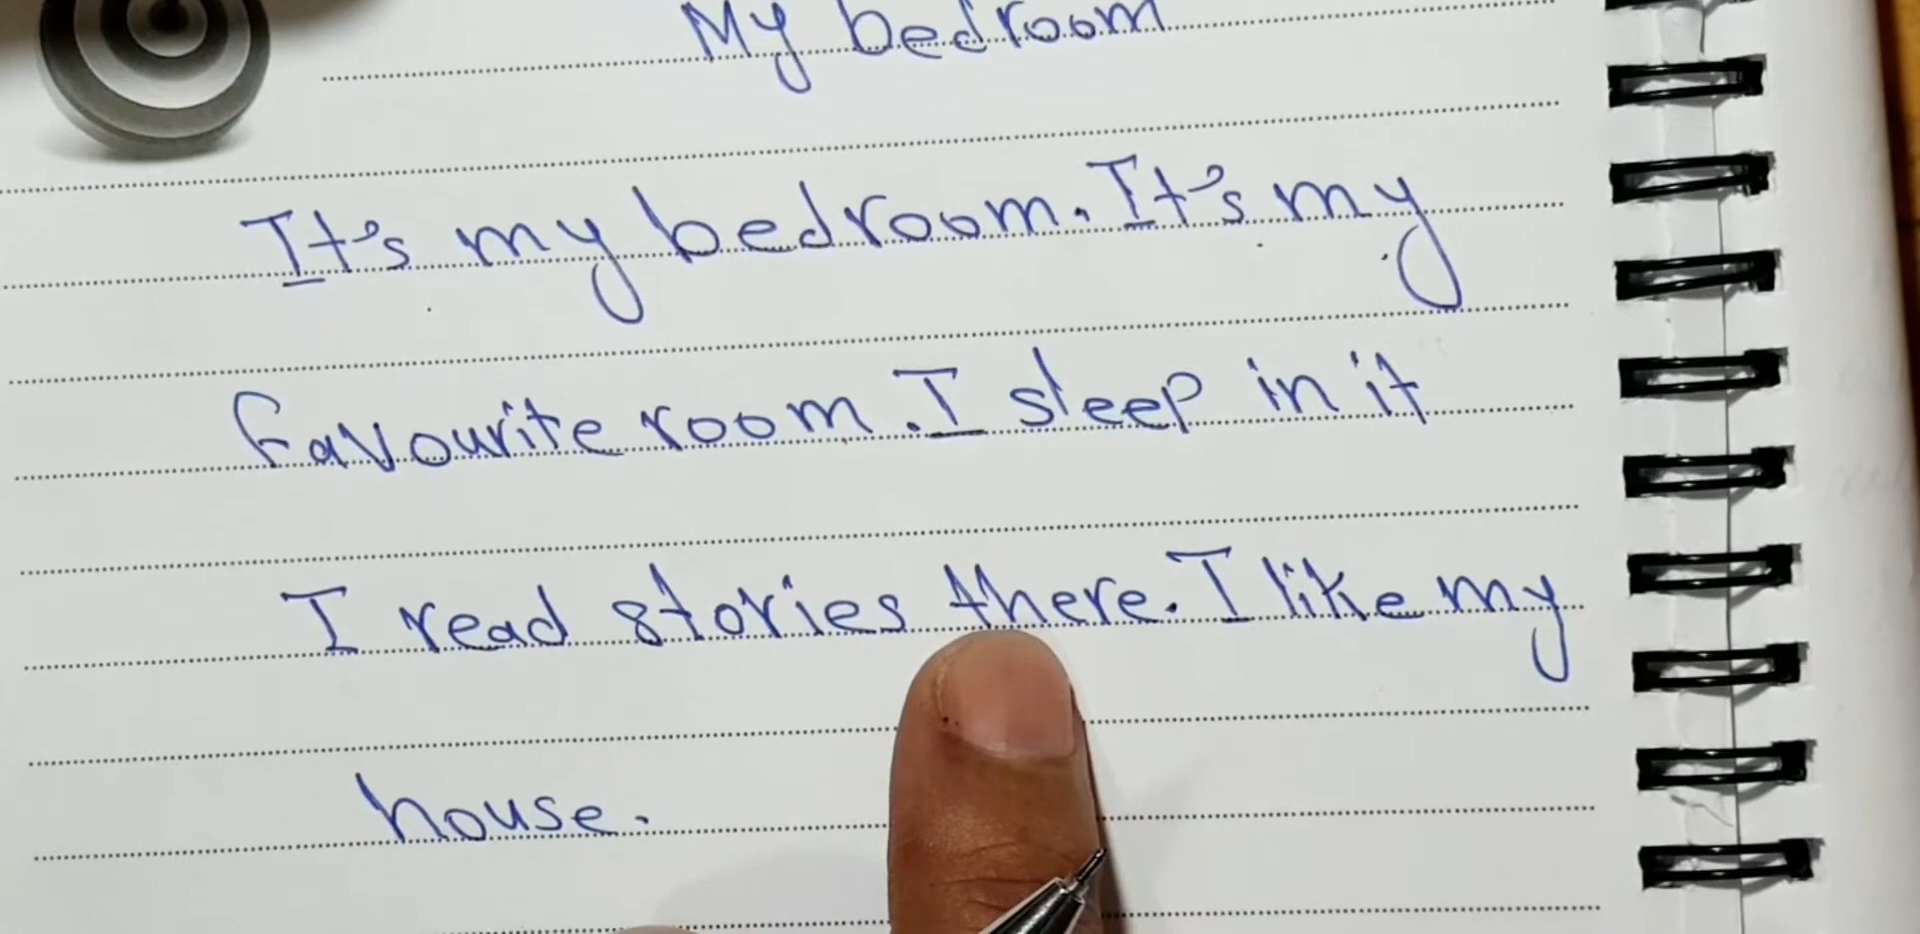 My bedroom
It's my bedroom. It's my
favourite room. I sleep in it
I read stories there. I like my
house.